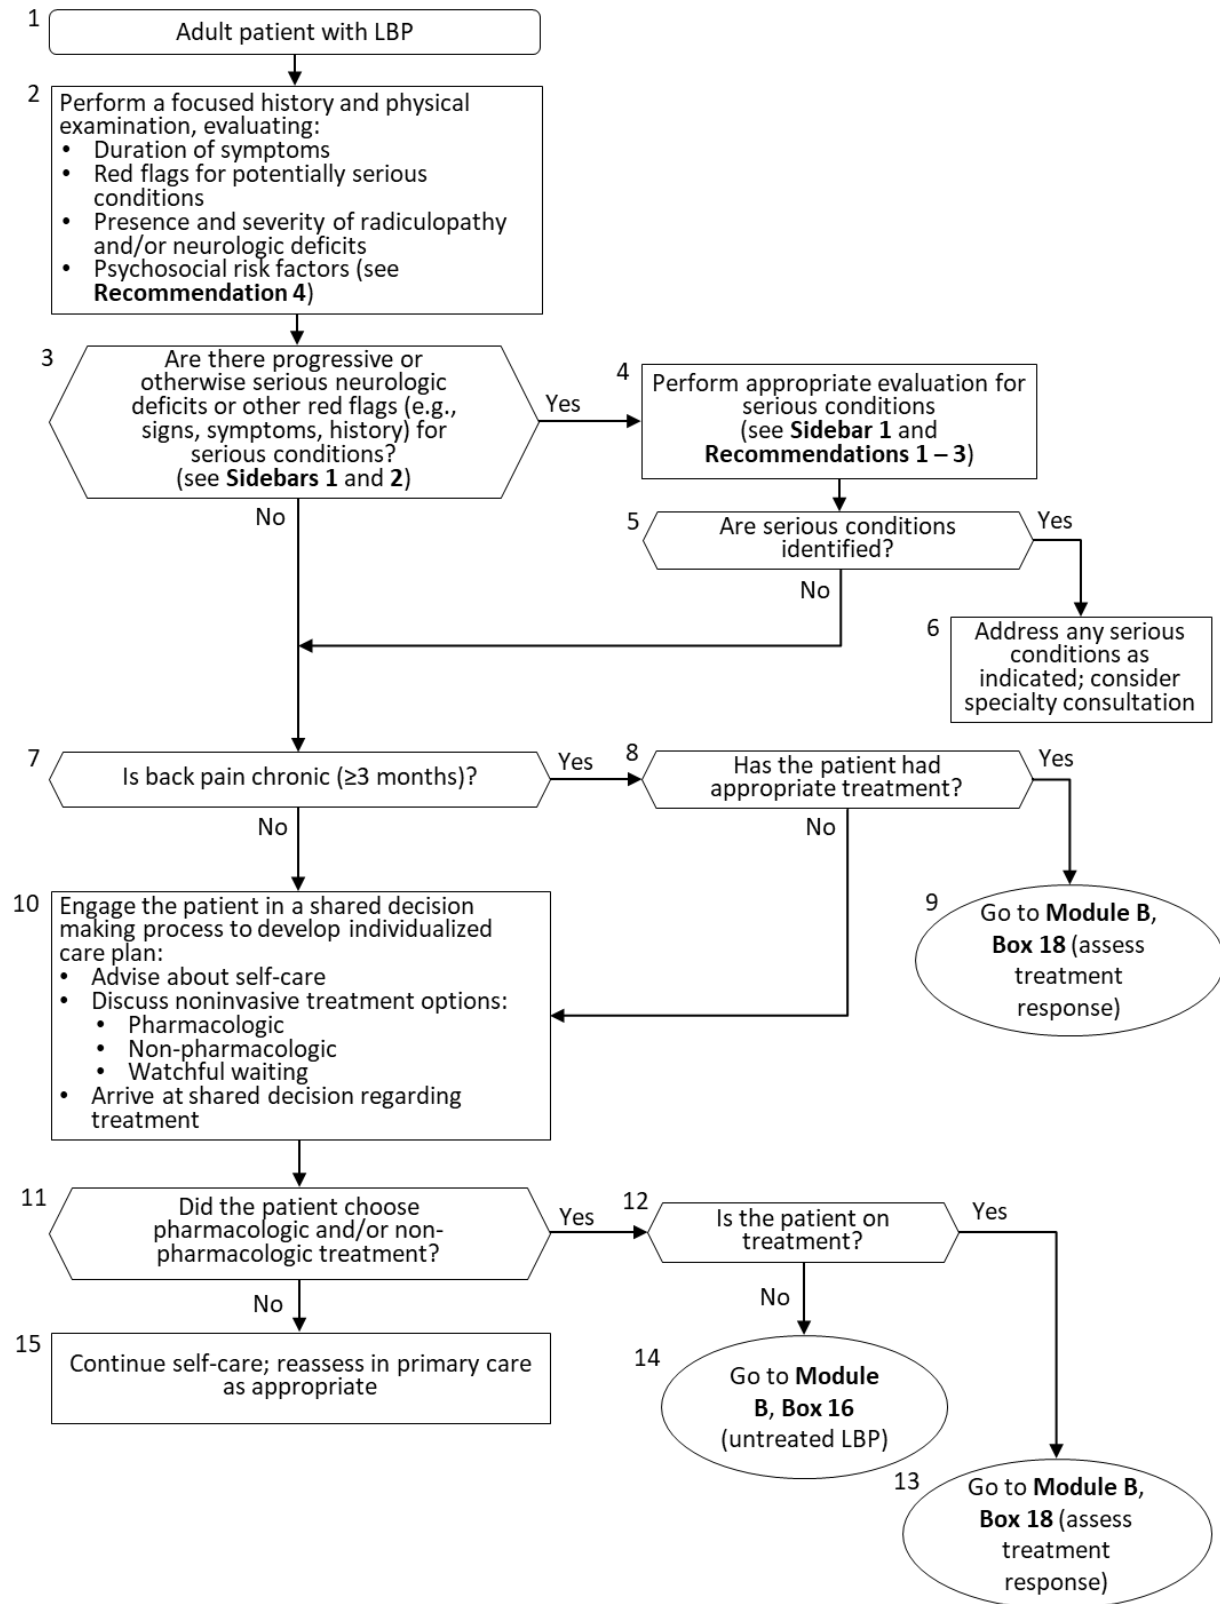 1
Adult patient with LBP
2
Perform a focused history and physical
examination, evaluating:
• Duration of symptoms
• Red flags for potentially serious
conditions
• Presence and severity of radiculopathy
and/or neurologic deficits
• Psychosocial risk factors (see
Recommendation 4)
3
Are there progressive or
otherwise serious neurologic
deficits or other red flags (e.g.,
signs, symptoms, history) for
serious conditions?
(see Sidebars 1 and 2)
Yes
No
4
Perform appropriate evaluation for
serious conditions
(see Sidebar 1 and
Recommendations 1 – 3)
5
Are serious conditions
identified?
Yes
No
6
Address any serious
conditions as
indicated; consider
specialty consultation
7
Is back pain chronic (≥3 months)?
Yes
No
8
Has the patient had
appropriate treatment?
Yes
No
9
Go to Module B,
Box 18 (assess
treatment
response)
10
Engage the patient in a shared decision
making process to develop individualized
care plan:
• Advise about self-care
• Discuss noninvasive treatment options:
• Pharmacologic
• Non-pharmacologic
• Watchful waiting
• Arrive at shared decision regarding
treatment
11
Did the patient choose
pharmacologic and/or non-
pharmacologic treatment?
Yes
No
12
Is the patient on
treatment?
Yes
No
15
Continue self-care; reassess in primary care
as appropriate
14
Go to Module
B, Box 16
(untreated LBP)
13
Go to Module B,
Box 18 (assess
treatment
response)